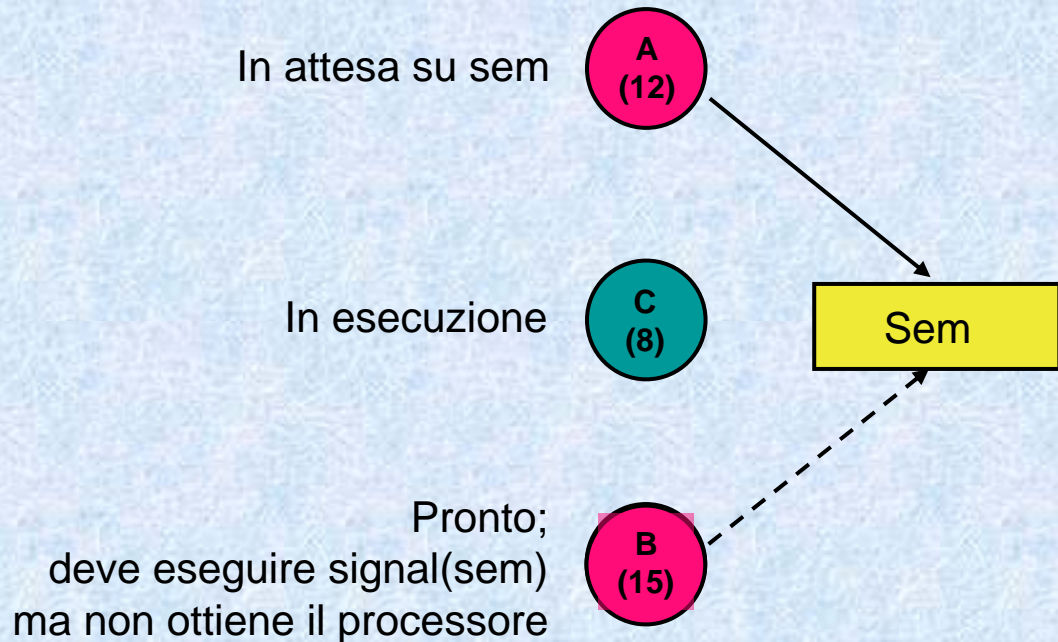 In attesa su sem
A
(12)
In esecuzione
C
(8)
Sem
Pronto;
deve eseguire signal(sem)
ma non ottiene il processore
B
(15)